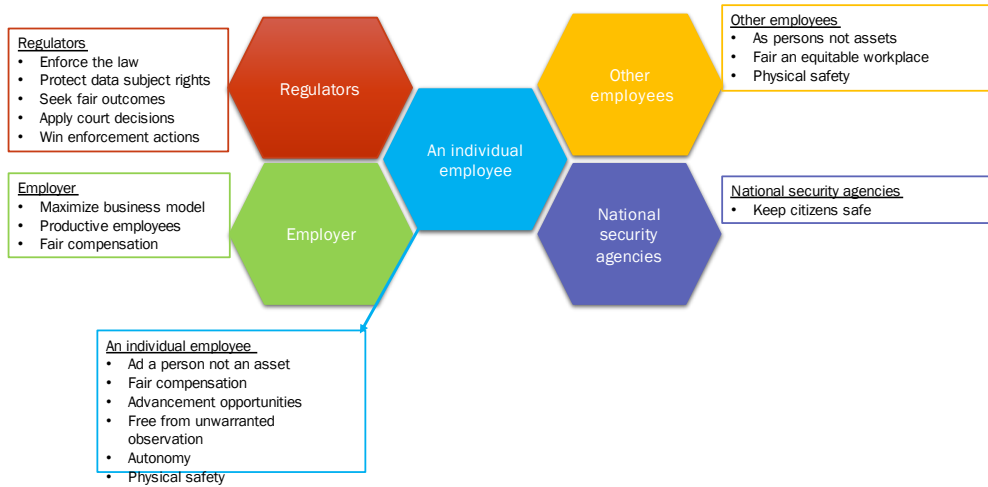 Regulators
• Enforce the law
• Protect data subject rights
• Seek fair outcomes
• Apply court decisions
• Win enforcement actions
Employer
• Maximize business model
• Productive employees
• Fair compensation
Regulators
Employer
An individual
employee
Other
employees
National
security
agencies
Other employees
• As persons not assets
• Fair an equitable workplace
• Physical safety
National security agencies
• Keep citizens safe
An individual employee
• Ad a person not an asset
• Fair compensation
• Advancement opportunities
• Free from unwarranted
observation
• Autonomy
• Physical safety